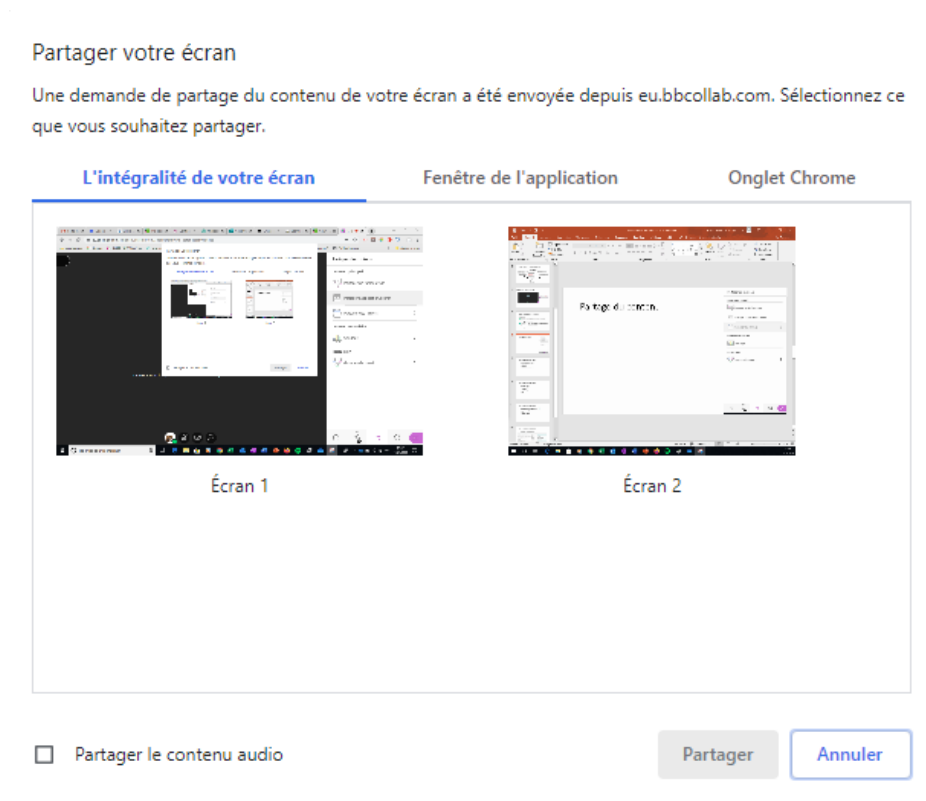 Partager votre écran
Une demande de partage du contenu de votre écran a été envoyée depuis eu.bbcollab.com. Sélectionnez ce
que vous souhaitez partager.
L'intégralité de votre écran Fenêtre de l'application Onglet Chrome
Partage du
Écran 1 Écran 2
Partager le contenu audio Partager Annuler